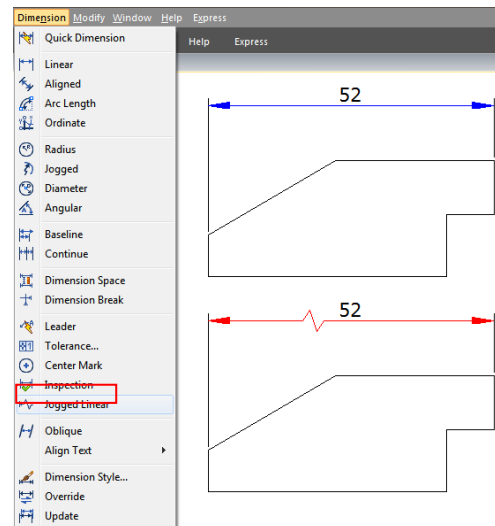 Dimension Modify Window Help Express
Quick Dimension
Help Express
Linear
Aligned
Arc Length
Ordinate
Radius
Jogged
Diameter
Angular
Baseline
Continue
Dimension Space
Dimension Break
Leader
Tolerance...
Center Mark
Inspection
Jogged Linear
Oblique
Align Text
Dimension Style...
Override
Update
52
52